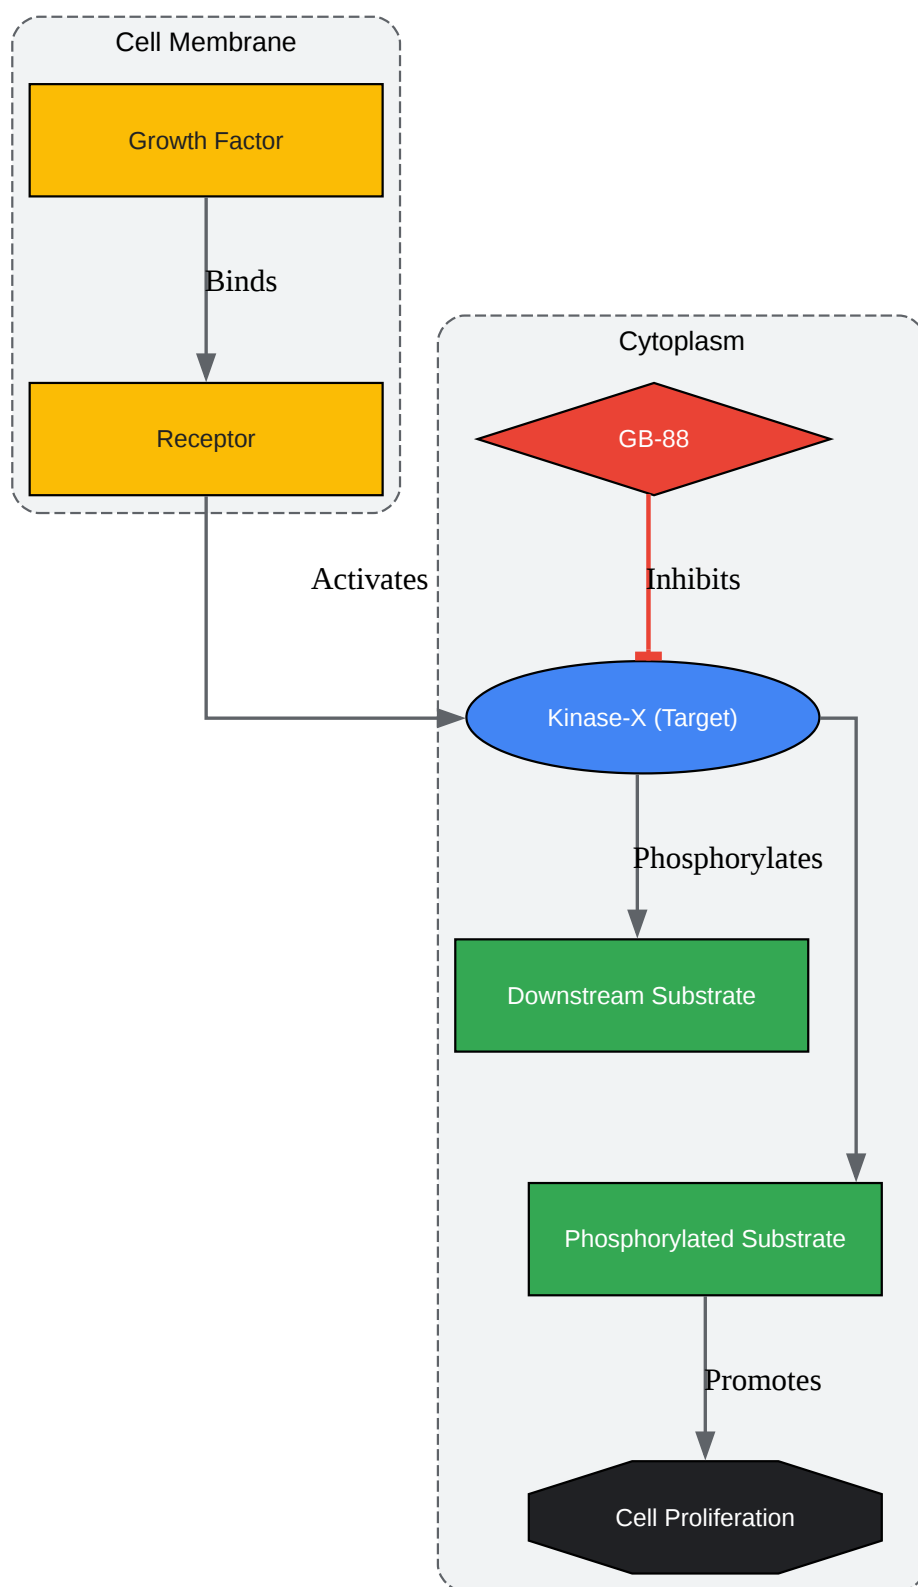 Cell Membrane
Growth Factor
Binds
Receptor
Activates
Cytoplasm
GB-88
Inhibits
Kinase-X (Target)
Phosphorylates
Downstream Substrate
Phosphorylated Substrate
Promotes
Cell Proliferation